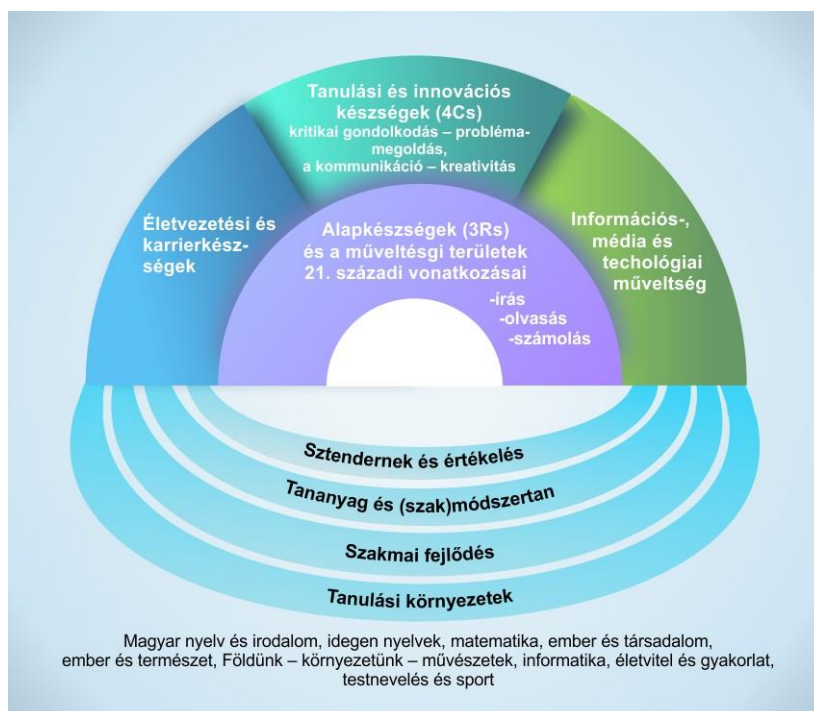 Tanulási és innovációs
készségek (4Cs)
kritikai gondolkodás – probléma-
megoldás,
a kommunikáció – kreativitás
Életvezetési és
karrierkész-
ségek
Alapkészségek (3Rs)
és a műveltésgi területek
21. századi vonatkozásai
-írás
-olvasás
-számolás
Információs-,
média és
techológiai
műveltség
Sztendernek és értékelés
Tananyag és (szak)módszertan
Szakmai fejlődés
Tanulási környezetek
Magyar nyelv és irodalom, idegen nyelvek, matematika, ember és társadalom,
ember és természet, Földünk – környezetünk – művészetek, informatika, életvitel és gyakorlat,
testnevelés és sport